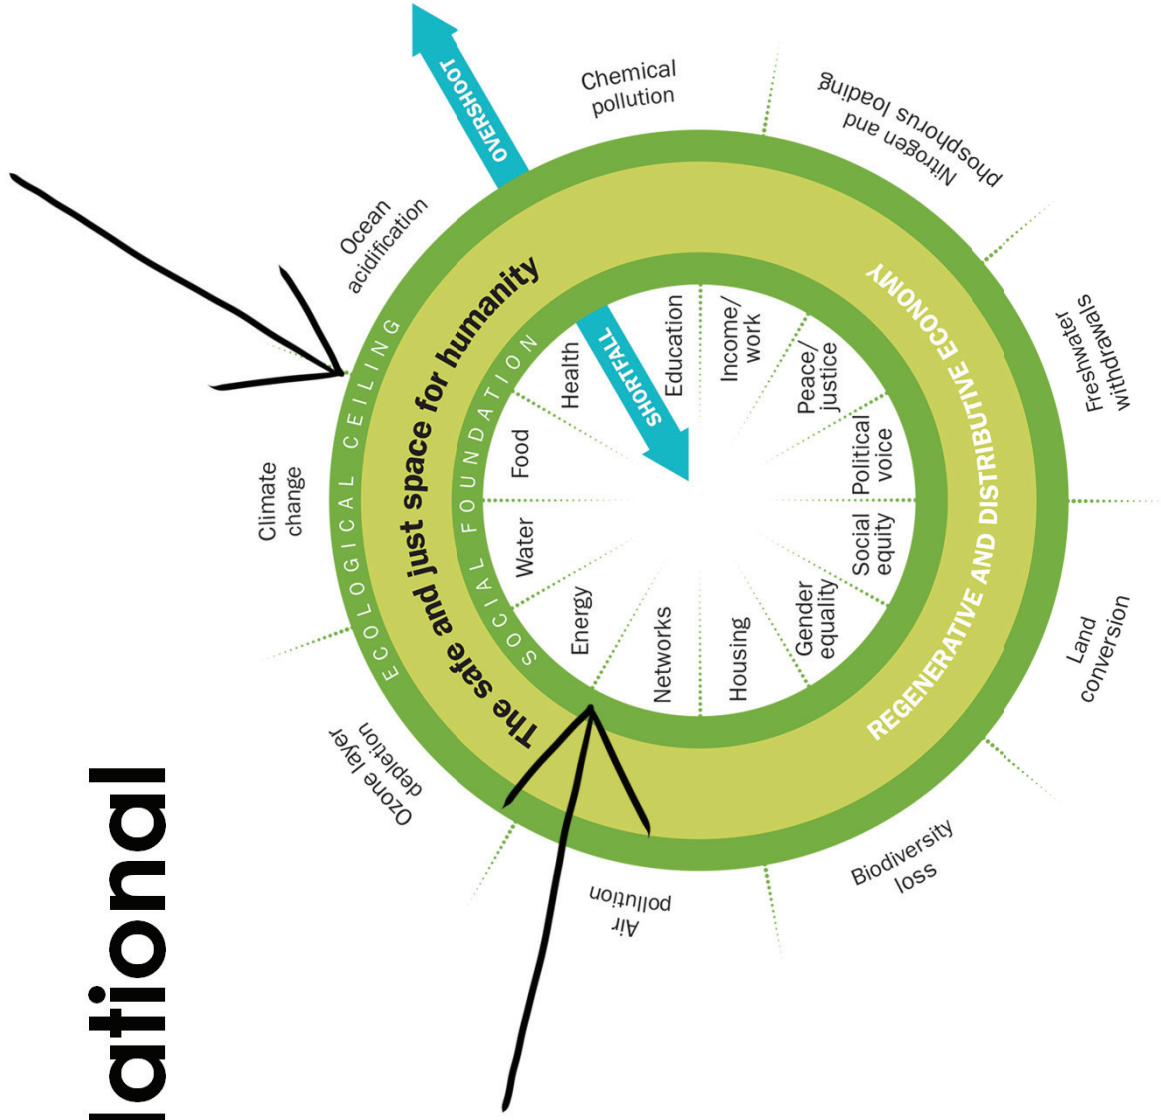 lational
OVERSHOOT
ECOLOGICAL CEILING
The safe and just space for humanity
SOCIAL FOUNDATION
SHORTFALL
REGENERATIVE AND DISTRIBUTIVE ECONOMY
Climate
change
Ocean
acidification
Chemical
pollution
Nitrogen and
phosphorus loading
Freshwater
withdrawals
Land
conversion
Biodiversity
loss
Air
pollution
Ozone layer
depletion
Water
Food
Health
Education
Income/
work
Peace/
justice
Political
voice
Social
equity
Gender
equality
Housing
Networks
Energy